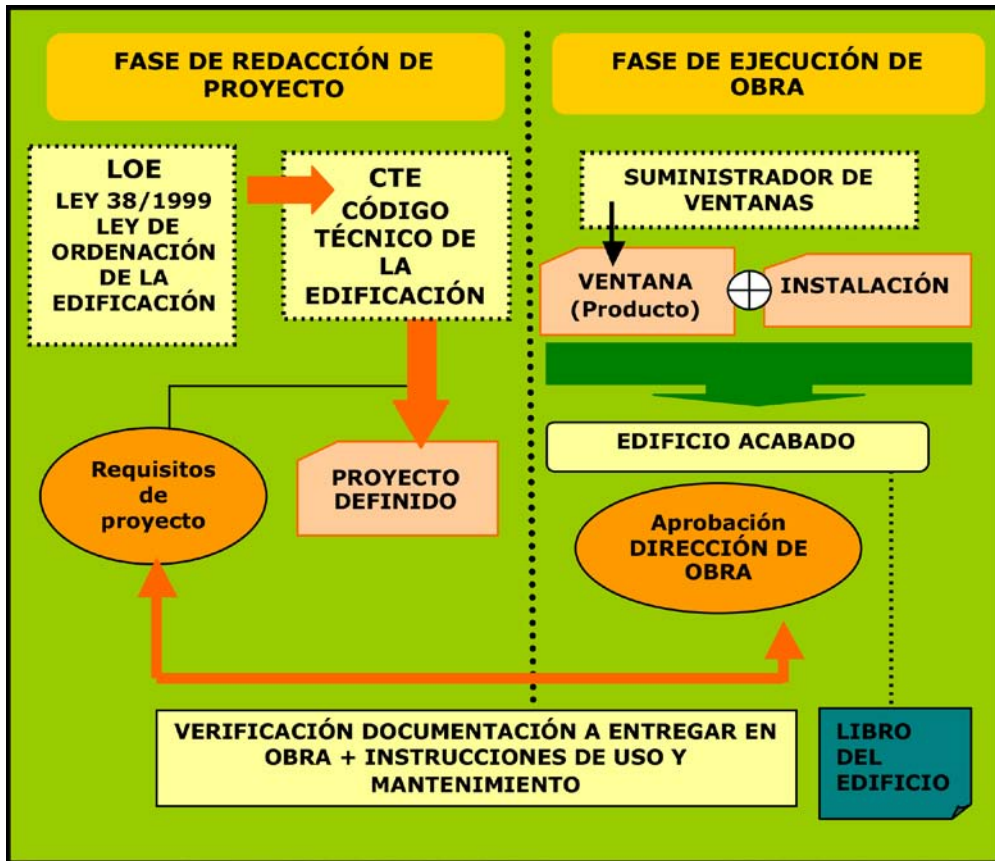 FASE DE REDACCIÓN DE
PROYECTO
LOE
LEY 38/1999
LEY DE
ORDENACIÓN
DE LA
EDIFICACIÓN
CTE
CÓDIGO
TÉCNICO DE
LA
EDIFICACIÓN
Requisitos
de
proyecto
PROYECTO
DEFINIDO
FASE DE EJECUCIÓN DE
OBRA
SUMINISTRADOR DE
VENTANAS
VENTANA
(Producto)
INSTALACIÓN
EDIFICIO ACABADO
Aprobación
DIRECCIÓN DE
OBRA
VERIFICACIÓN DOCUMENTACIÓN A ENTREGAR EN
OBRA + INSTRUCCIONES DE USO Y
MANTENIMIENTO
LIBRO
DEL
EDIFICIO